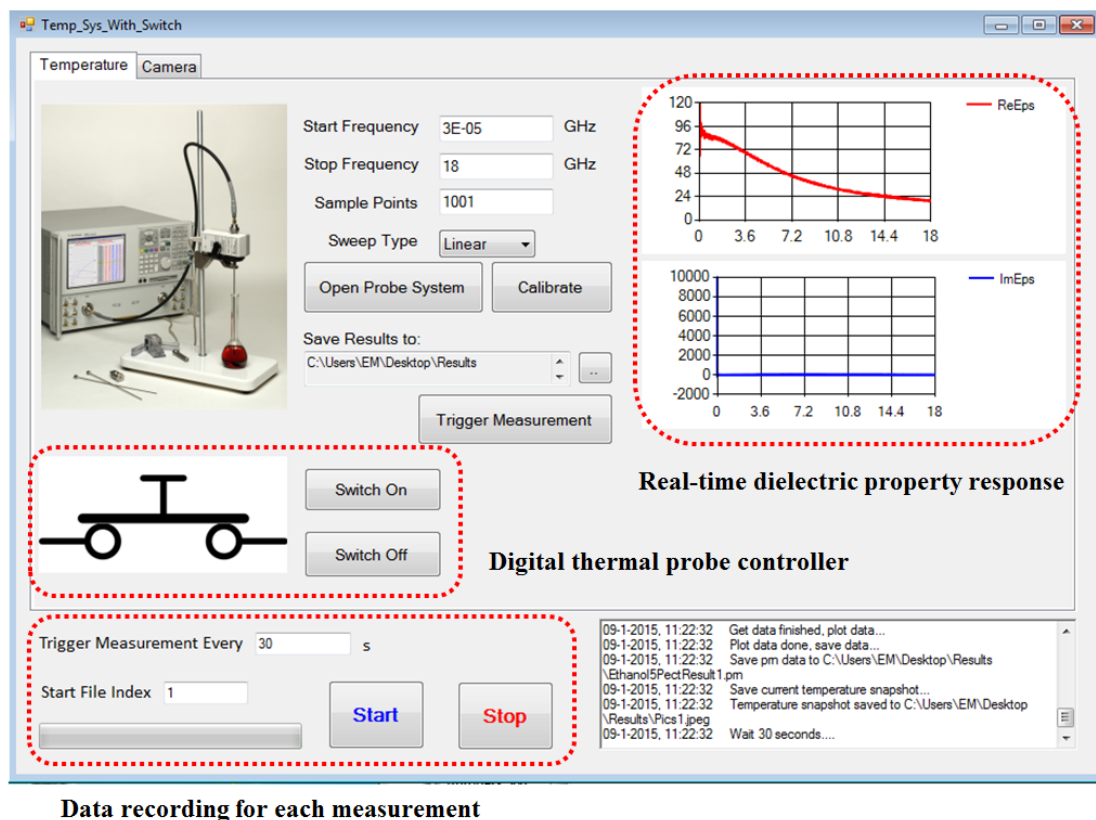 Temp_Sys_With_Switch
Temperature
Camera
Start Frequency 3E-05 GHz
Stop Frequency 18 GHz
Sample Points 1001
Sweep Type Linear
Open Probe System
Calibrate
Save Results to:
C:\Users\EM\Desktop\Results
..
Trigger Measurement
120
96
72
48
24
0
0 3.6 7.2 10.8 14.4 18
ReEps
10000
8000
6000
4000
2000
0
-2000
0 3.6 7.2 10.8 14.4 18
ImEps
Real-time dielectric property response
Switch On
Switch Off
Digital thermal probe controller
Trigger Measurement Every 30 s
Start File Index 1
Start
Stop
09-1-2015, 11:22:32 Get data finished, plot data...
09-1-2015, 11:22:32 Plot data done, save data...
09-1-2015, 11:22:32 Save prn data to C:\Users\EM\Desktop\Results
\Ethanol5PectResult1.prn
09-1-2015, 11:22:32 Save current temperature snapshot...
09-1-2015, 11:22:32 Temperature snapshot saved to C:\Users\EM\Desktop
\Results\Pics1.jpeg
09-1-2015, 11:22:32 Wait 30 seconds....
Data recording for each measurement